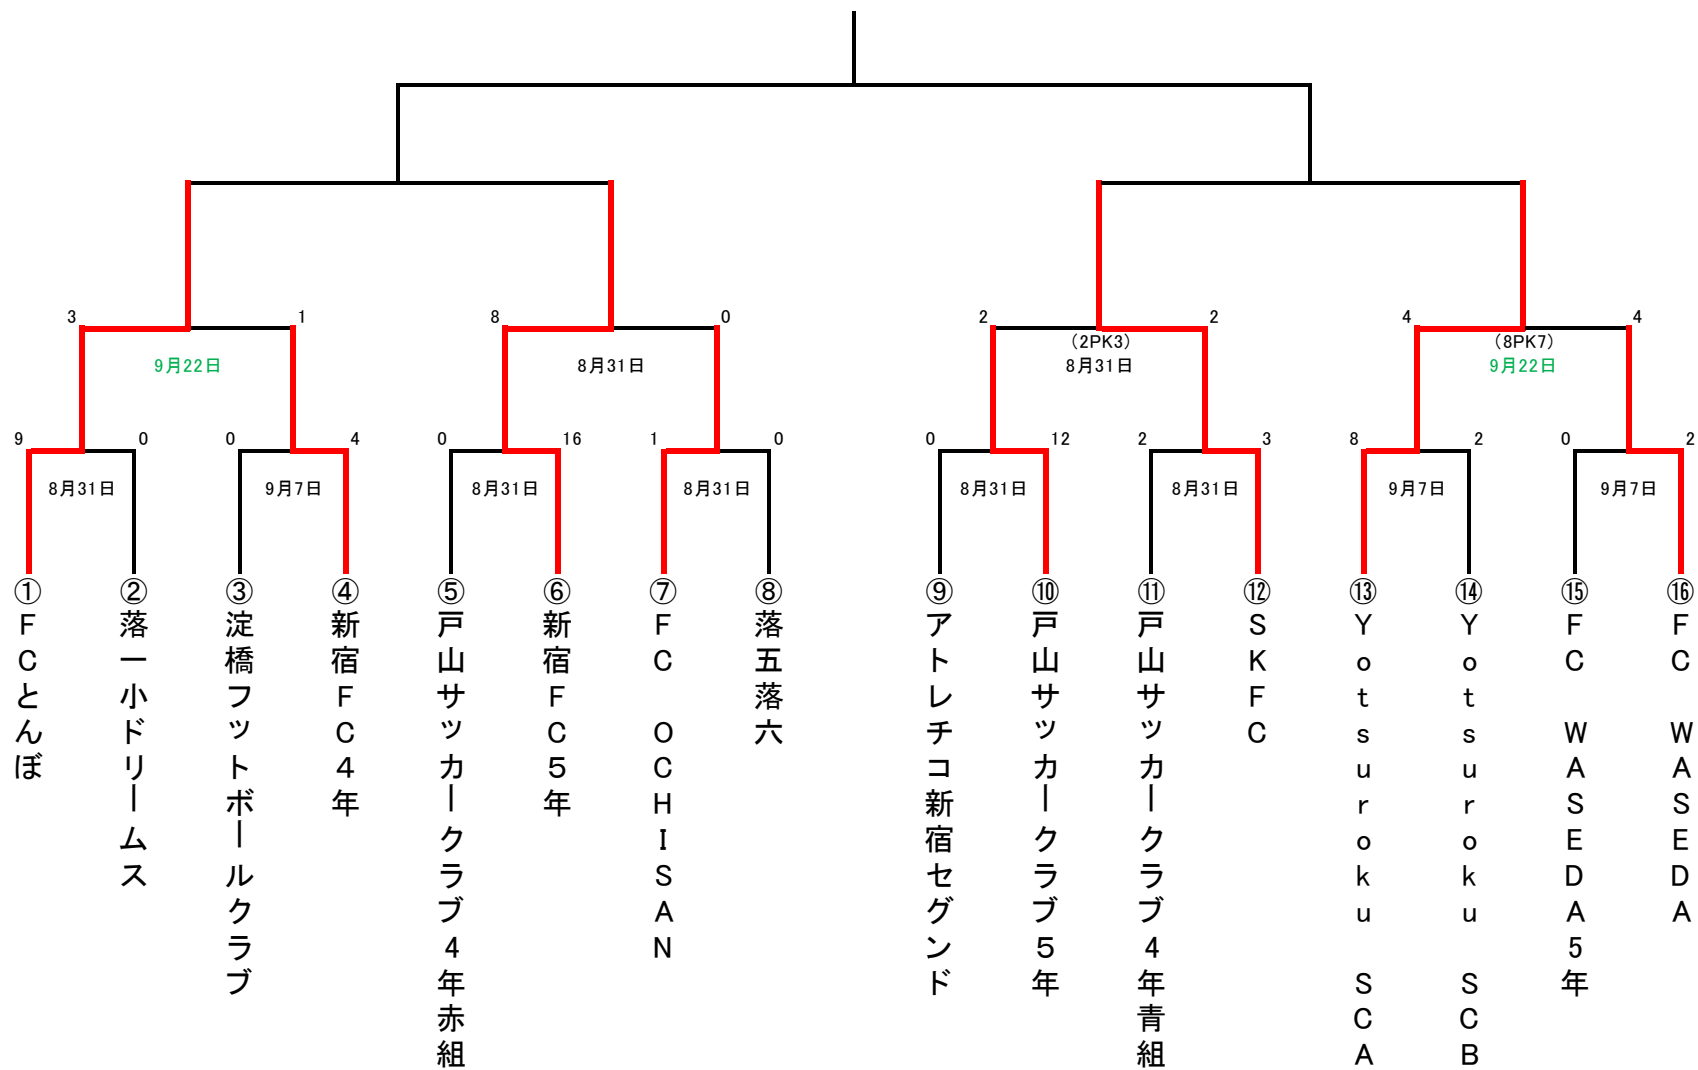 3 1 8 0 2 2 4 4
(2PK3) (8PK7)
9月22日 8月31日 8月31日 9月22日
9 0 0 4 0 16 1 0 0 12 2 3 8 2 0 2
8月31日 9月7日 8月31日 8月31日 8月31日 8月31日 9月7日 9月7日
①FCとんぼ
②落一小ドリームス
③淀橋フットボールクラブ
④新宿FC4年
⑤戸山サッカークラブ4年赤組
⑥新宿FC5年
⑦FC OCHISAN
⑧落五落六
⑨アトレチコ新宿セグンド
⑩戸山サッカークラブ5年
⑪戸山サッカークラブ4年青組
⑫SKFC
⑬Yotsuroku SCA
⑭Yotsuroku SCB
⑮FC WASEDA5年
⑯FC WASEDA